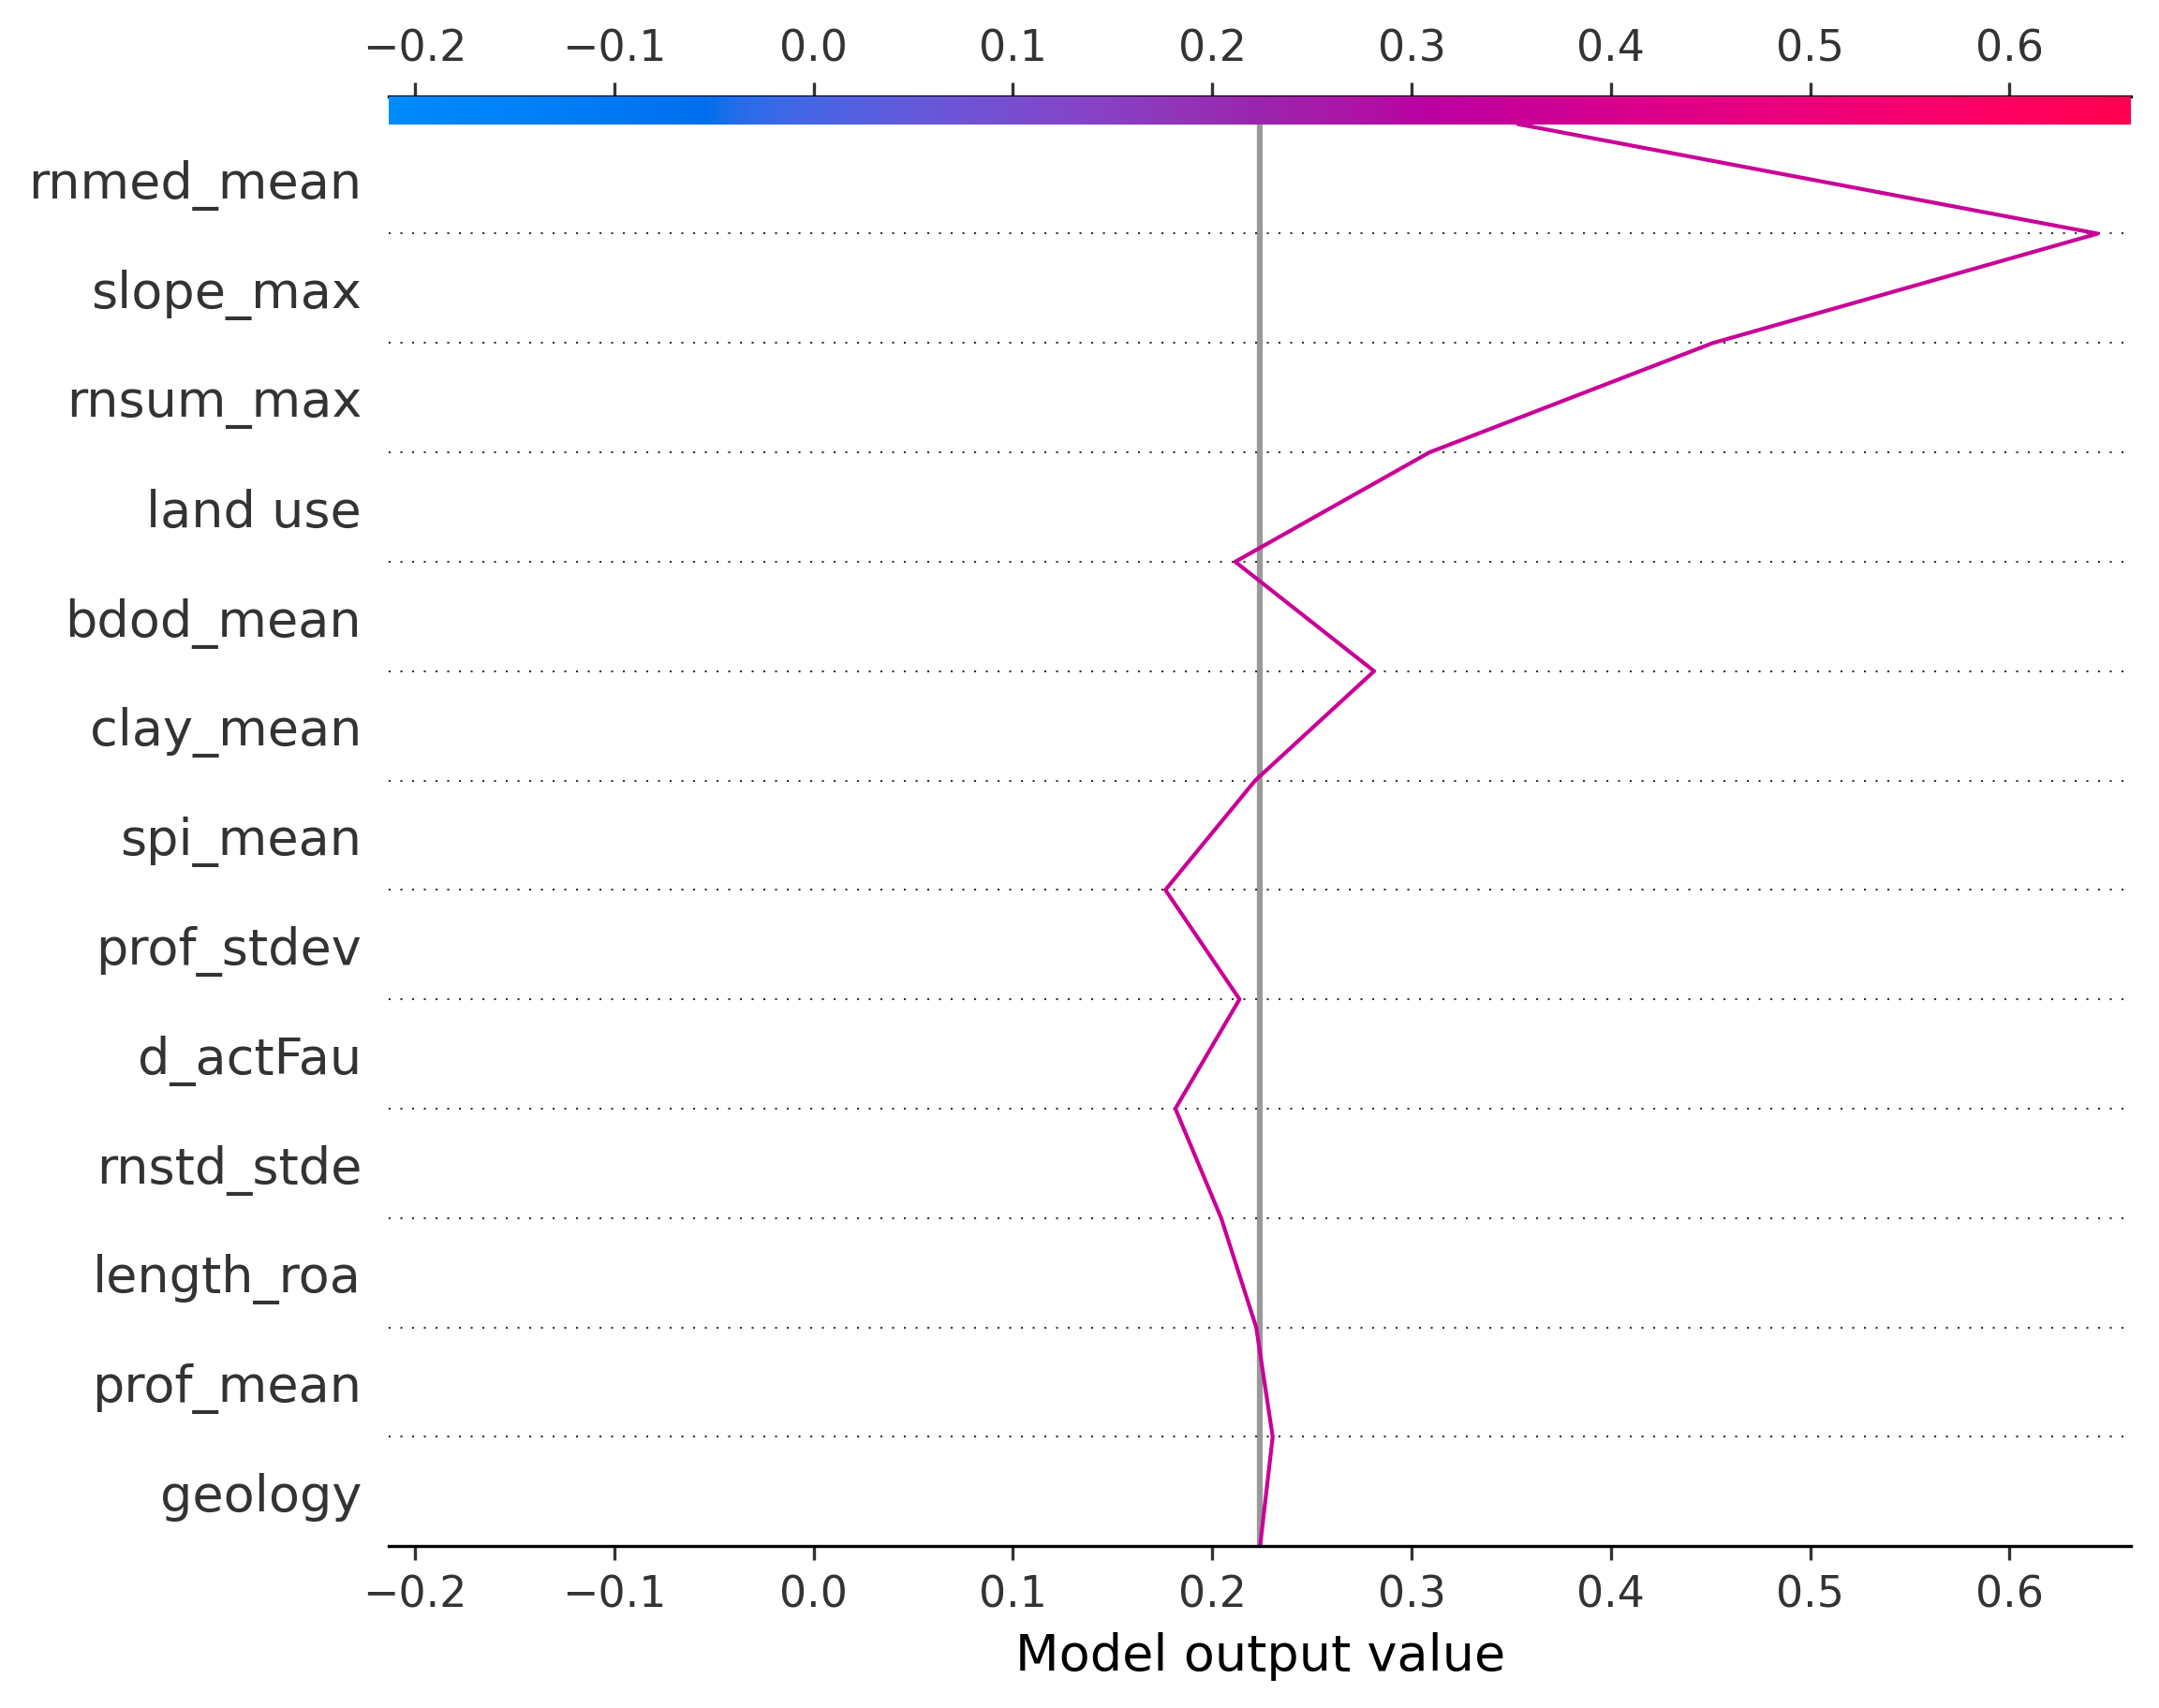 −0.2 −0.1 0.0 0.1 0.2 0.3 0.4 0.5 0.6
rnmed_mean
slope_max
rnsum_max
land use
bdod_mean
clay_mean
spi_mean
prof_stdev
d_actFau
rnstd_stde
length_roa
prof_mean
geology
−0.2 −0.1 0.0 0.1 0.2 0.3 0.4 0.5 0.6
Model output value